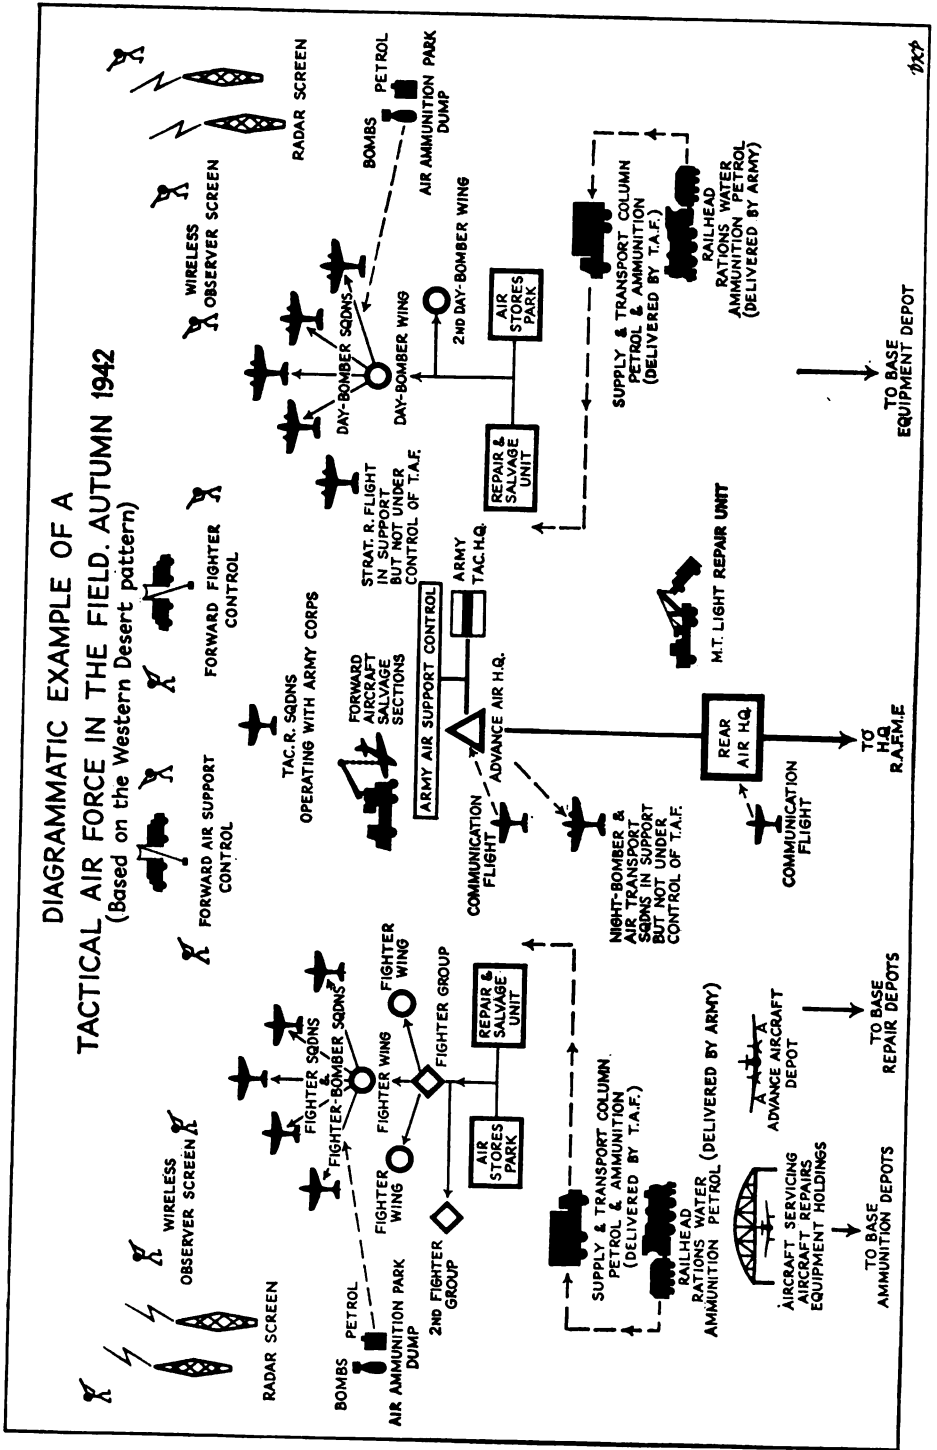 DIAGRAMMATIC EXAMPLE OF A
TACTICAL AIR FORCE IN THE FIELD. AUTUMN 1942
(Based on the Western Desert pattern)
RADAR SCREEN
WIRELESS
OBSERVER SCREEN
FORWARD AIR SUPPORT
CONTROL
FORWARD FIGHTER
CONTROL
WIRELESS
OBSERVER SCREEN
RADAR SCREEN
BOMBS
PETROL
AIR AMMUNITION PARK
DUMP
FIGHTER SQDNS
&
FIGHTER-BOMBER SQDNS
FIGHTER
WING
FIGHTER WING
FIGHTER
WING
FIGHTER GROUP
2ND FIGHTER
GROUP
AIR
STORES
PARK
REPAIR &
SALVAGE
UNIT
TAC.R. SQDNS
OPERATING WITH ARMY CORPS
FORWARD
AIRCRAFT
SALVAGE
SECTIONS
STRAT. R. FLIGHT
IN SUPPORT
BUT NOT UNDER
CONTROL OF T.A.F.
ARMY AIR SUPPORT CONTROL
ARMY
TAC.H.Q.
ADVANCE AIR H.Q.
COMMUNICATION
FLIGHT
NIGHT-BOMBER &
AIR TRANSPORT
SQDNS IN SUPPORT
BUT NOT UNDER
CONTROL OF T.A.F.
DAY-BOMBER SQDNS
DAY-BOMBER WING
2ND DAY-BOMBER WING
BOMBS
PETROL
AIR AMMUNITION PARK
DUMP
REPAIR &
SALVAGE
UNIT
AIR
STORES
PARK
SUPPLY & TRANSPORT COLUMN
PETROL & AMMUNITION
(DELIVERED BY T.A.F.)
RAILHEAD
RATIONS WATER
AMMUNITION PETROL (DELIVERED BY ARMY)
SUPPLY & TRANSPORT COLUMN
PETROL & AMMUNITION
(DELIVERED BY T.A.F.)
RAILHEAD
RATIONS WATER
AMMUNITION PETROL
(DELIVERED BY ARMY)
M.T. LIGHT REPAIR UNIT
REAR
AIR H.Q.
COMMUNICATION
FLIGHT
AIRCRAFT SERVICING
AIRCRAFT REPAIRS
EQUIPMENT HOLDINGS
ADVANCE AIRCRAFT
DEPOT
TO BASE
AMMUNITION DEPOTS
TO BASE
REPAIR DEPOTS
TO
H.Q
R.A.F.M.E
TO BASE
EQUIPMENT DEPOT